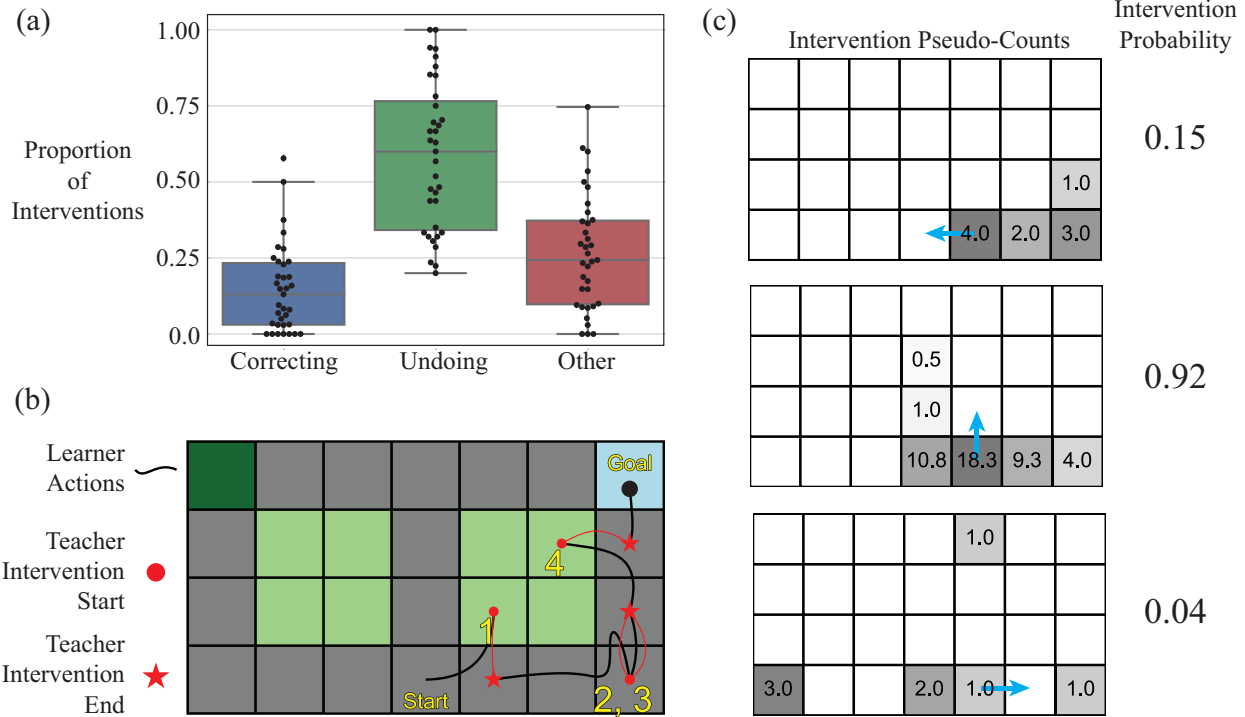 (a)
1.00
0.75
0.50
0.25
0.0
Proportion
of
Interventions
Correcting
Undoing
Other
(b)
Learner
Actions
Teacher
Intervention
Start
Teacher
Intervention
End
Goal
4
1
Start
2, 3
(c)
Intervention Pseudo-Counts
Intervention
Probability
1.0
4.0 2.0 3.0
0.15
0.5
1.0
10.8 18.3 9.3 4.0
0.92
1.0
3.0 2.0 1.0 1.0
0.04